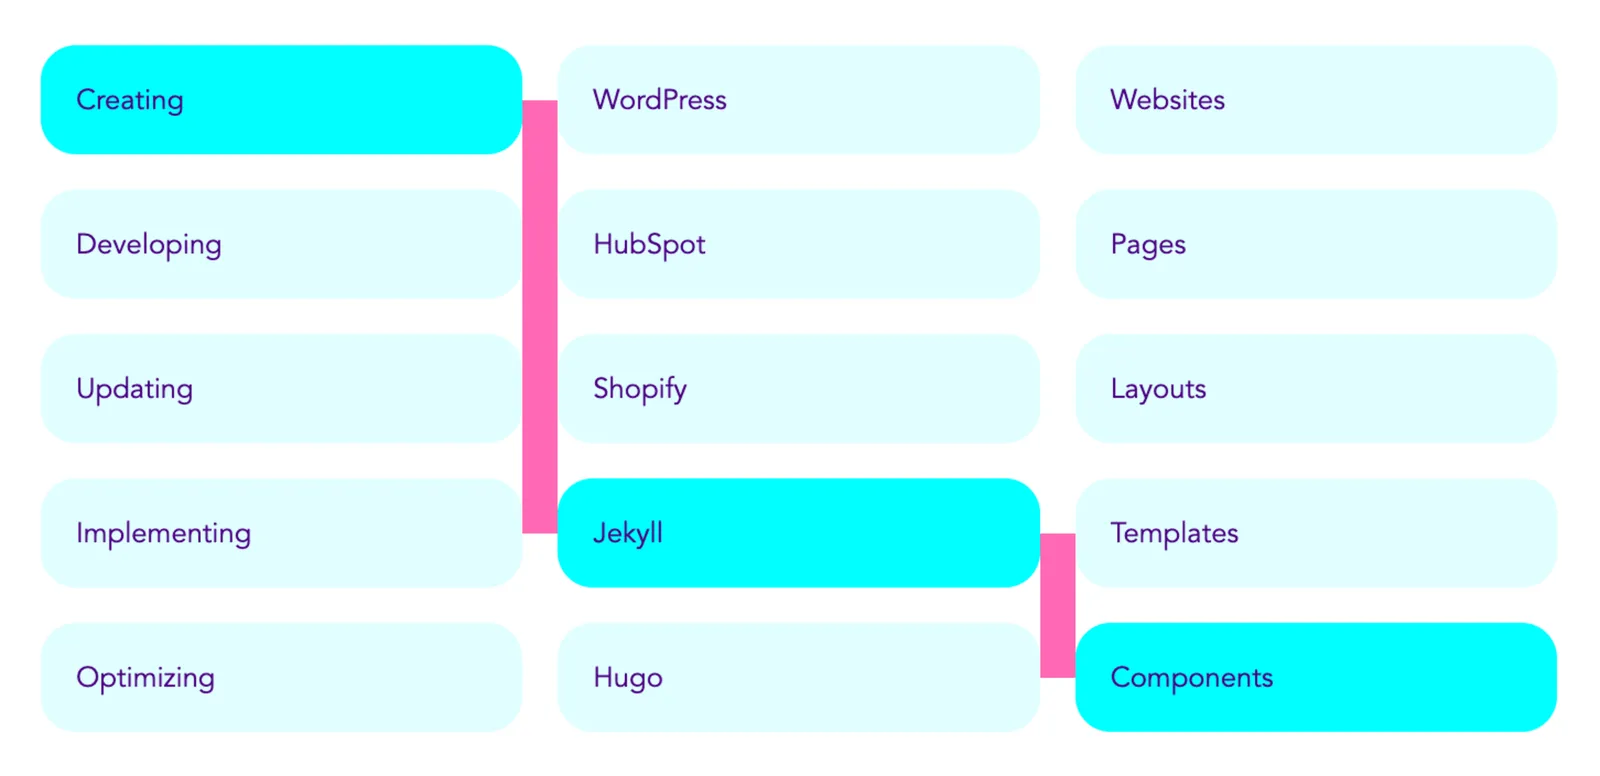 Creating
WordPress
Websites
Developing
HubSpot
Pages
Updating
Shopify
Layouts
Implementing
Jekyll
Templates
Optimizing
Hugo
Components